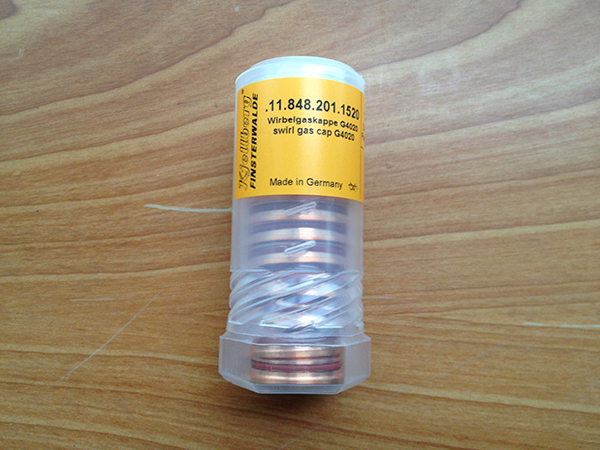 Kjellberg
FINSTERWALDE
.11.848.201.1520
Wirbelgaskappe G4020
swirl gas cap G4020
Made in Germany